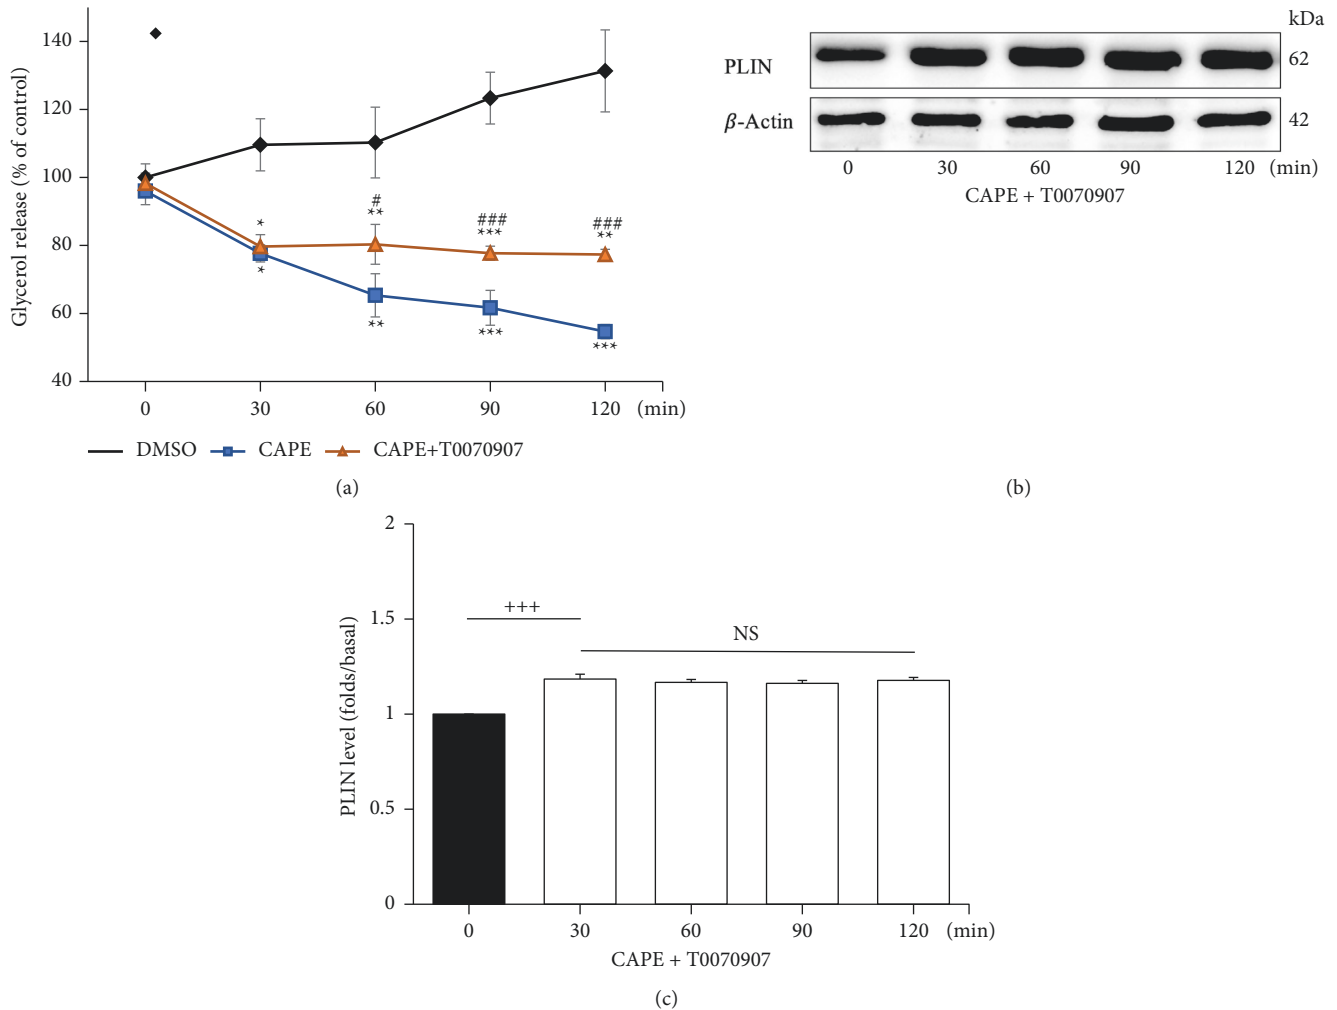 Glycerol release (% of control)
140
120
100
80
60
40
*
*
#
**
**
###
***
***
###
**
***
0 30 60 90 120 (min)
DMSO CAPE CAPE+T0070907
(a)
kDa
PLIN 62
β-Actin 42
0 30 60 90 120 (min)
CAPE + T0070907
(b)
PLIN level (folds/basal)
2
1.5
1
0.5
0
+++
NS
0 30 60 90 120 (min)
CAPE + T0070907
(c)